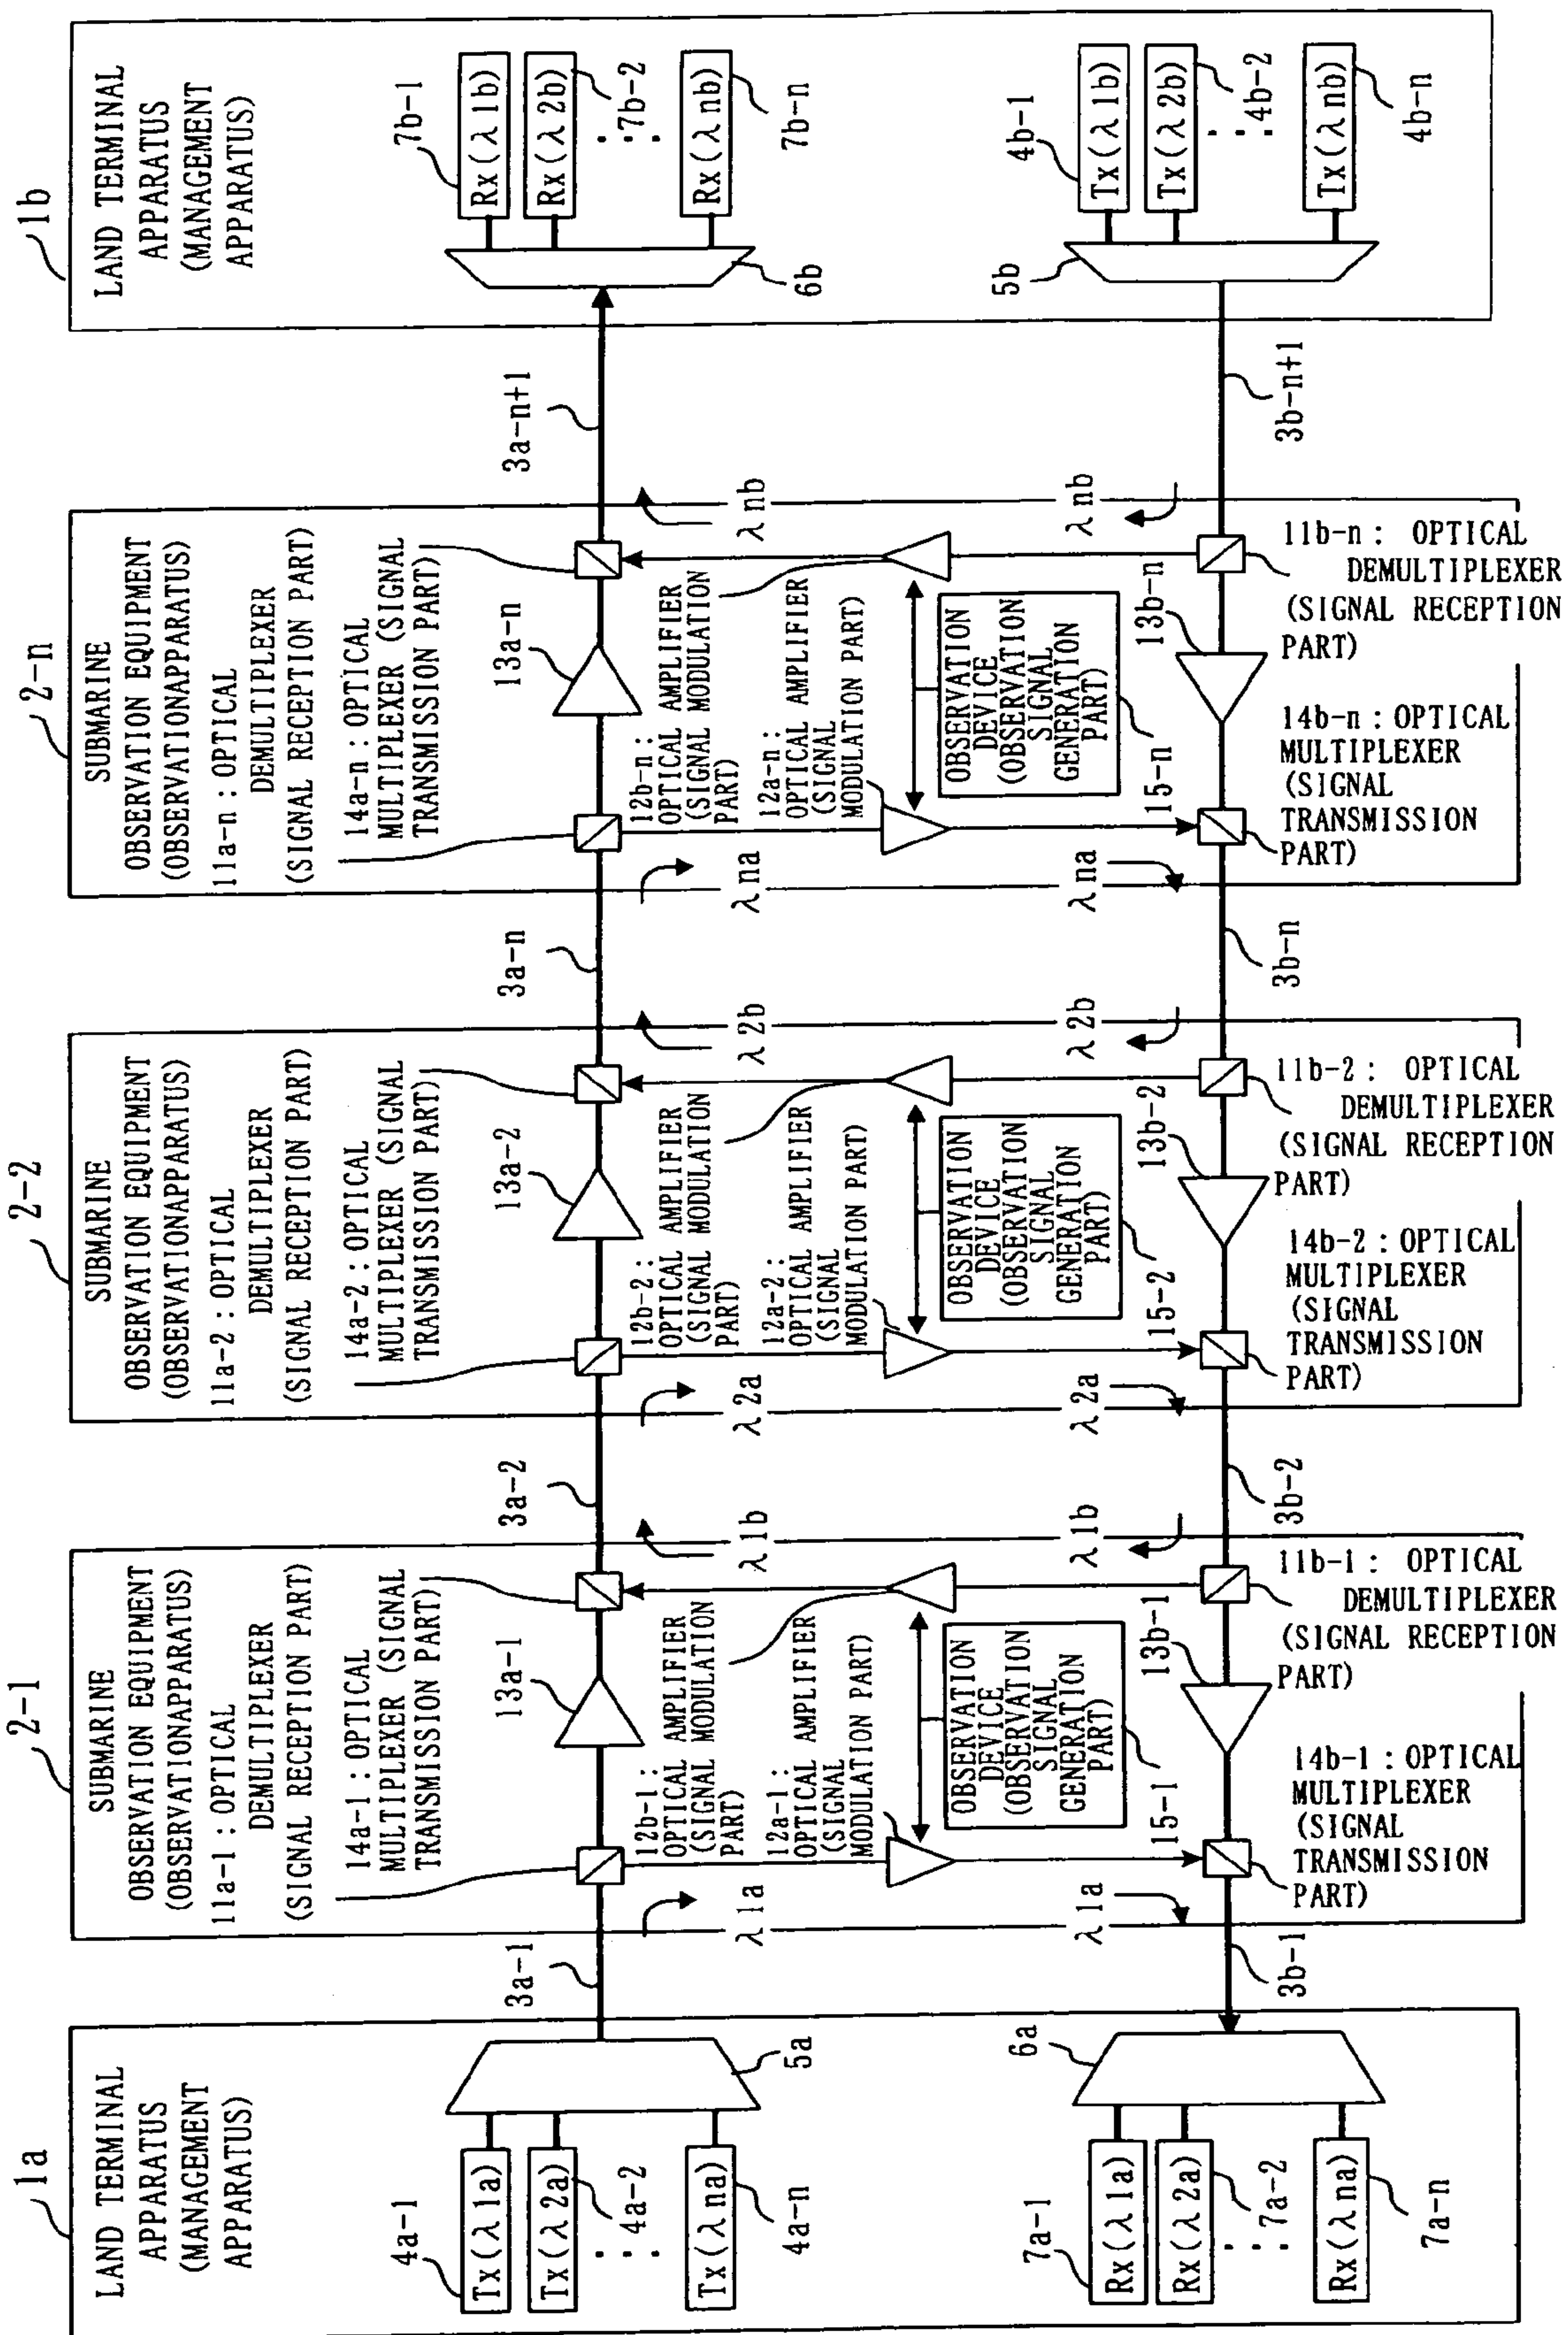 1a
LAND TERMINAL
APPARATUS
(MANAGEMENT
APPARATUS)
4a-1
Tx(λ1a)
Tx(λ2a)
4a-2
Tx(λna)
4a-n
5a
6a
7a-1
Rx(λ1a)
Rx(λ2a)
7a-2
Rx(λna)
7a-n
3a-1
3b-1
2-1
SUBMARINE
OBSERVATION EQUIPMENT
(OBSERVATIONAPPARATUS)
11a-1:OPTICAL
DEMULTIPLEXER
(SIGNAL RECEPTION PART)
14a-1:OPTICAL
MULTIPLEXER (SIGNAL
TRANSMISSION PART)
13a-1
12b-1:
OPTICAL AMPLIFIER
(SIGNAL MODULATION
PART)
12a-1:
OPTICAL AMPLIFIER
(SIGNAL
MODULATION PART)
λ1a
λ1b
λ1a
λ1b
OBSERVATION
DEVICE
(OBSERVATION
SIGNAL
GENERATION
PART)
15-1
13b-1
11b-1: OPTICAL
DEMULTIPLEXER
(SIGNAL RECEPTION
PART)
14b-1:OPTICAL
MULTIPLEXER
(SIGNAL
TRANSMISSION
PART)
3a-2
3b-2
2-2
SUBMARINE
OBSERVATION EQUIPMENT
(OBSERVATIONAPPARATUS)
11a-2:OPTICAL
DEMULTIPLEXER
(SIGNAL RECEPTION PART)
14a-2:OPTICAL
MULTIPLEXER (SIGNAL
TRANSMISSION PART)
13a-2
12b-2:
OPTICAL AMPLIFIER
(SIGNAL MODULATION
PART)
12a-2:
OPTICAL AMPLIFIER
(SIGNAL
MODULATION PART)
λ2a
λ2b
λ2a
λ2b
OBSERVATION
DEVICE
(OBSERVATION
SIGNAL
GENERATION
PART)
15-2
13b-2
11b-2: OPTICAL
DEMULTIPLEXER
(SIGNAL RECEPTION
PART)
14b-2:OPTICAL
MULTIPLEXER
(SIGNAL
TRANSMISSION
PART)
3a-n
3b-n
2-n
SUBMARINE
OBSERVATION EQUIPMENT
(OBSERVATIONAPPARATUS)
11a-n:OPTICAL
DEMULTIPLEXER
(SIGNAL RECEPTION PART)
14a-n:OPTICAL
MULTIPLEXER (SIGNAL
TRANSMISSION PART)
13a-n
12b-n:
OPTICAL AMPLIFIER
(SIGNAL MODULATION
PART)
12a-n:
OPTICAL AMPLIFIER
(SIGNAL
MODULATION PART)
λna
λnb
λna
λnb
OBSERVATION
DEVICE
(OBSERVATION
SIGNAL
GENERATION
PART)
15-n
13b-n
11b-n: OPTICAL
DEMULTIPLEXER
(SIGNAL RECEPTION
PART)
14b-n:OPTICAL
MULTIPLEXER
(SIGNAL
TRANSMISSION
PART)
3a-n+1
3b-n+1
1b
LAND TERMINAL
APPARATUS
(MANAGEMENT
APPARATUS)
7b-1
Rx(λ1b)
Rx(λ2b)
7b-2
Rx(λnb)
7b-n
6b
5b
4b-1
Tx(λ1b)
Tx(λ2b)
4b-2
Tx(λnb)
4b-n